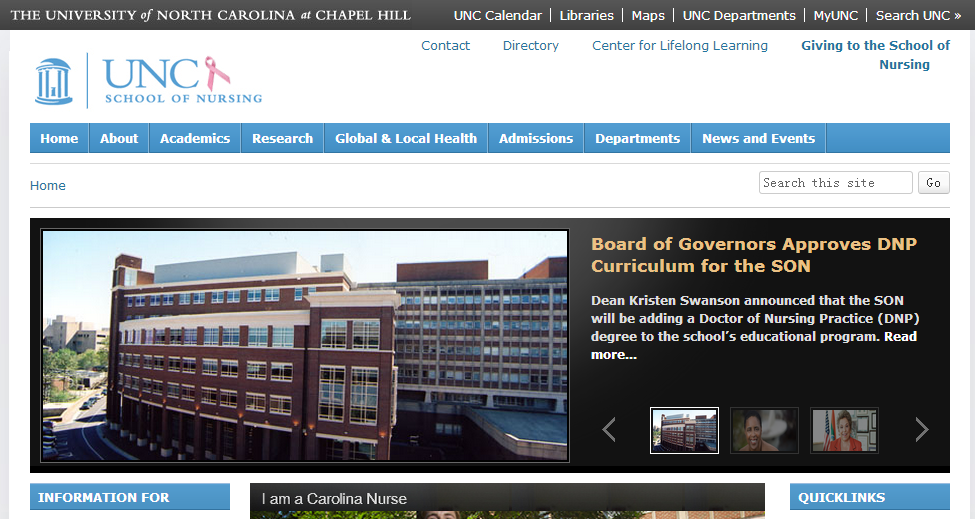 THE UNIVERSITY of NORTH CAROLINA at CHAPEL HILL
UNC Calendar Libraries Maps UNC Departments MyUNC Search UNC »
Contact Directory Center for Lifelong Learning Giving to the School of
Nursing
UNC
SCHOOL OF NURSING
Home About Academics Research Global & Local Health Admissions Departments News and Events
Home
Search this site Go
Board of Governors Approves DNP
Curriculum for the SON
Dean Kristen Swanson announced that the SON
will be adding a Doctor of Nursing Practice (DNP)
degree to the school's educational program. Read
more...
INFORMATION FOR
I am a Carolina Nurse
QUICKLINKS